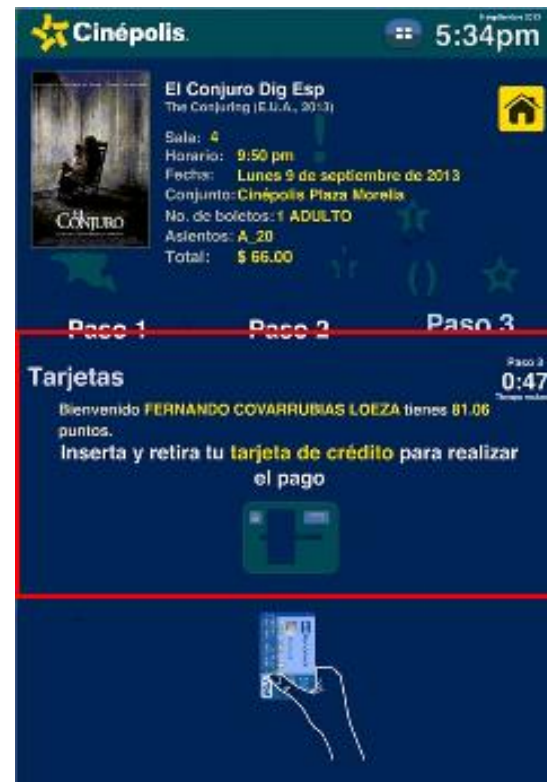 Cinépolis.
5:34pm
El Conjuro Dig Esp
The Conjuring (E.U.A., 2013)
Sala: 4
Horario: 9:50 pm
Fecha: Lunes 9 de septiembre de 2013
Conjunto: Cinépolis Plaza Morelia
No. de boletos: 1 ADULTO
Asientos: A_20
Total: $ 66.00
EL CONJURO
Paso 1 Paso 2 Paso 3
Tarjetas
Paso 3
0:47
Bienvenido FERNANDO COVARRUBIAS LOEZA tienes 81.06
puntos.
Inserta y retira tu tarjeta de crédito para realizar
el pago